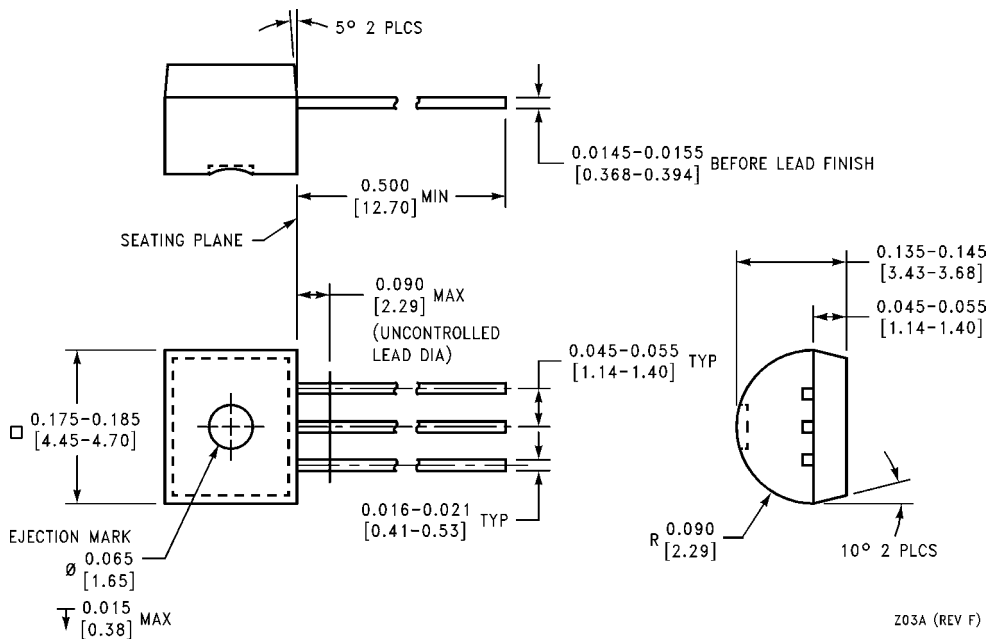 5° 2 PLCS
0.0145-0.0155
[0.368-0.394]
BEFORE LEAD FINISH
0.500
[12.70]
MIN
SEATING PLANE
0.090
[2.29]
MAX
(UNCONTROLLED
LEAD DIA)
0.135-0.145
[3.43-3.68]
0.045-0.055
[1.14-1.40]
0.045-0.055
[1.14-1.40]
TYP
0.175-0.185
[4.45-4.70]
0.016-0.021
[0.41-0.53]
TYP
EJECTION MARK
Ø 0.065
[1.65]
0.015
[0.38]
MAX
R 0.090
[2.29]
10° 2 PLCS
Z03A (REV F)